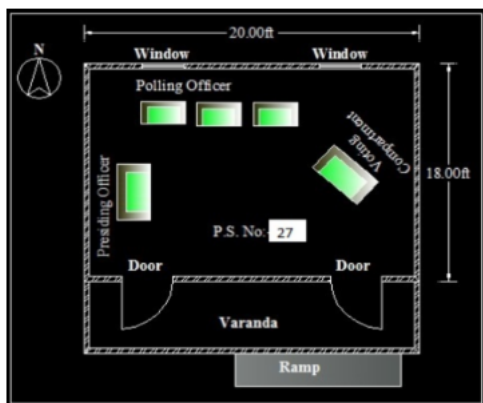 20.00ft
N
Window
Window
Polling Officer
Voting
Compartment
18.00ft
Presiding Officer
P.S. No:
27
Door
Door
Varanda
Ramp